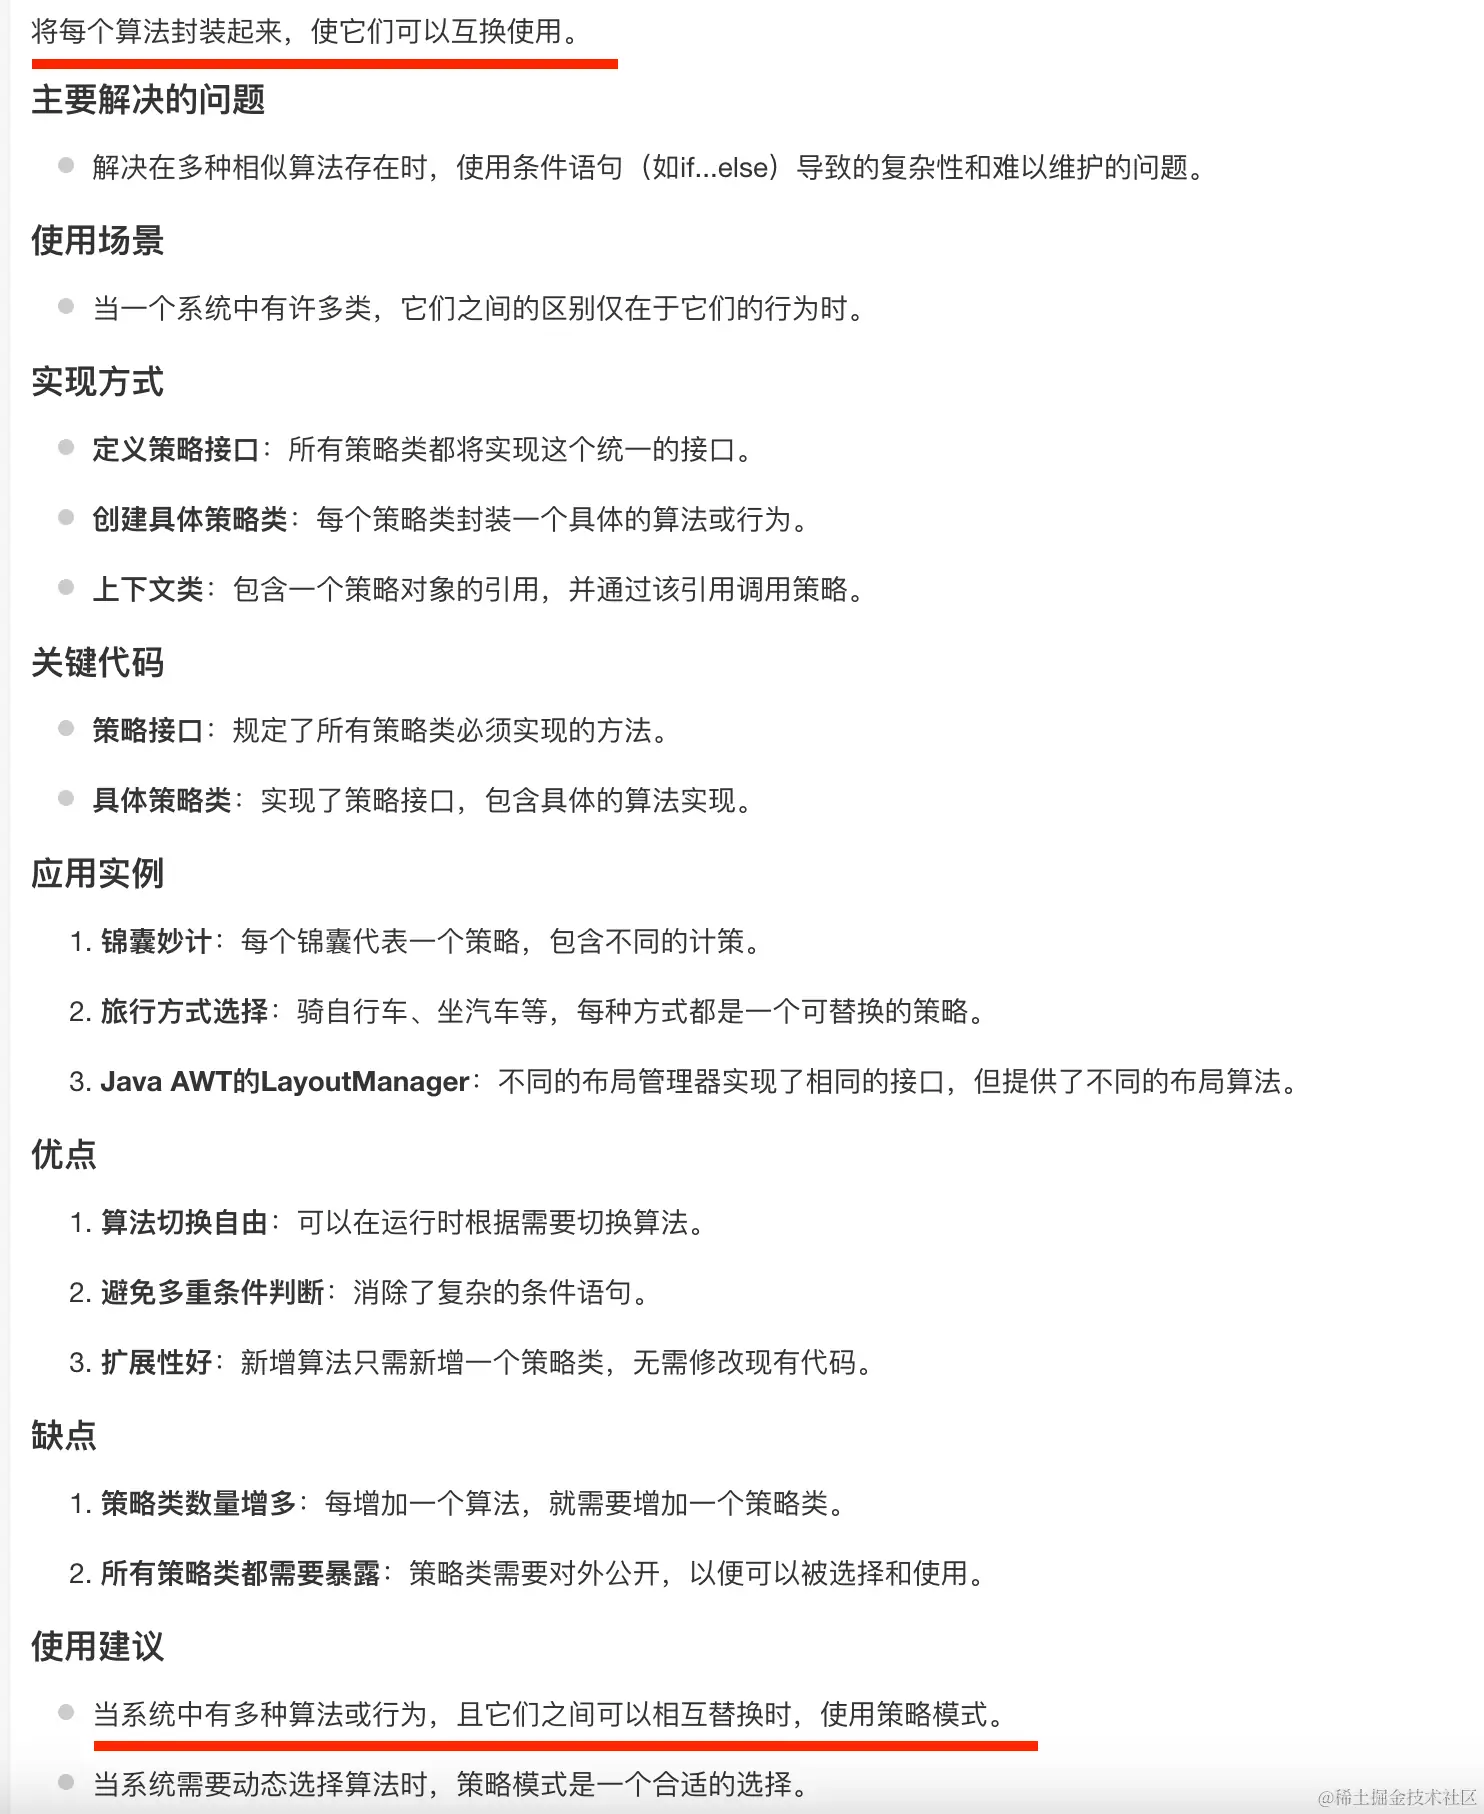 将每个算法封装起来，使它们可以互换使用。
主要解决的问题
解决在多种相似算法存在时，使用条件语句（如if...else）导致的复杂性和难以维护的问题。
使用场景
当一个系统中有许多类，它们之间的区别仅在于它们的行为时。
实现方式
定义策略接口：所有策略类都将实现这个统一的接口。
创建具体策略类：每个策略类封装一个具体的算法或行为。
上下文类：包含一个策略对象的引用，并通过该引用调用策略。
关键代码
策略接口：规定了所有策略类必须实现的方法。
具体策略类：实现了策略接口，包含具体的算法实现。
应用实例
1. 锦囊妙计：每个锦囊代表一个策略，包含不同的计策。
2. 旅行方式选择：骑自行车、坐汽车等，每种方式都是一个可替换的策略。
3. Java AWT的LayoutManager：不同的布局管理器实现了相同的接口，但提供了不同的布局算法。
优点
1. 算法切换自由：可以在运行时根据需要切换算法。
2. 避免多重条件判断：消除了复杂的条件语句。
3. 扩展性好：新增算法只需新增一个策略类，无需修改现有代码。
缺点
1. 策略类数量增多：每增加一个算法，就需要增加一个策略类。
2. 所有策略类都需要暴露：策略类需要对外公开，以便可以被选择和使用。
使用建议
当系统中有多种算法或行为，且它们之间可以相互替换时，使用策略模式。
当系统需要动态选择算法时，策略模式是一个合适的选择。
@稀土掘金技术社区